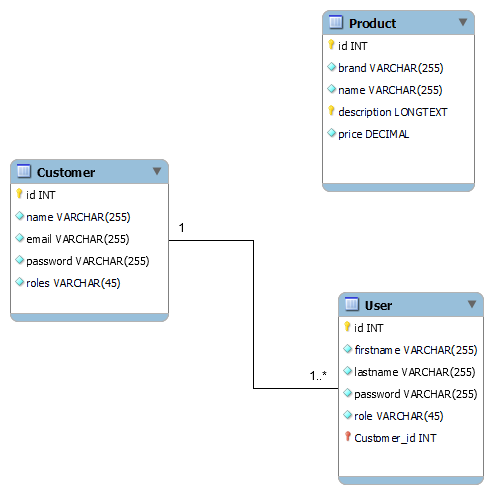 Product
id INT
brand VARCHAR(255)
name VARCHAR(255)
description LONGTEXT
price DECIMAL
Customer
id INT
name VARCHAR(255)
email VARCHAR(255)
password VARCHAR(255)
roles VARCHAR(45)
1
1..*
User
id INT
firstname VARCHAR(255)
lastname VARCHAR(255)
password VARCHAR(255)
role VARCHAR(45)
Customer_id INT